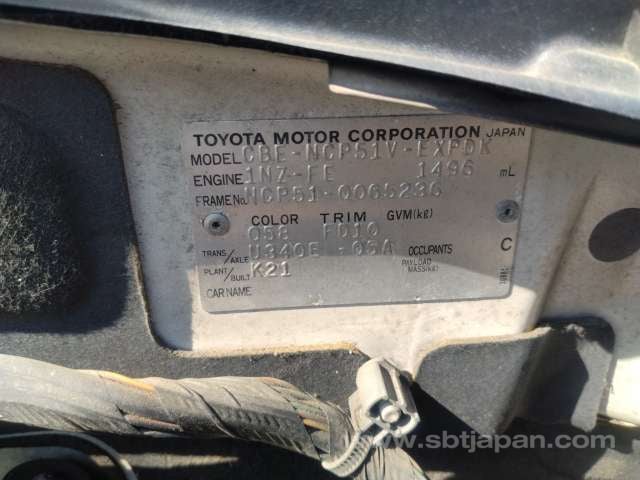 TOYOTA MOTOR CORPORATION JAPAN
MODEL CBE-NCP51V-EXPDK
ENGINE 1NZ-FE 1496 mL
FRAME No. NCP51-0065236
COLOR TRIM GVM(kg)
058 FD10
TRANS/AXLE U340E -05A OCCUPANTS
C
PLANT/BUILT K21 PAYLOAD MASS(kg)
CAR NAME
www.sbtjapan.com